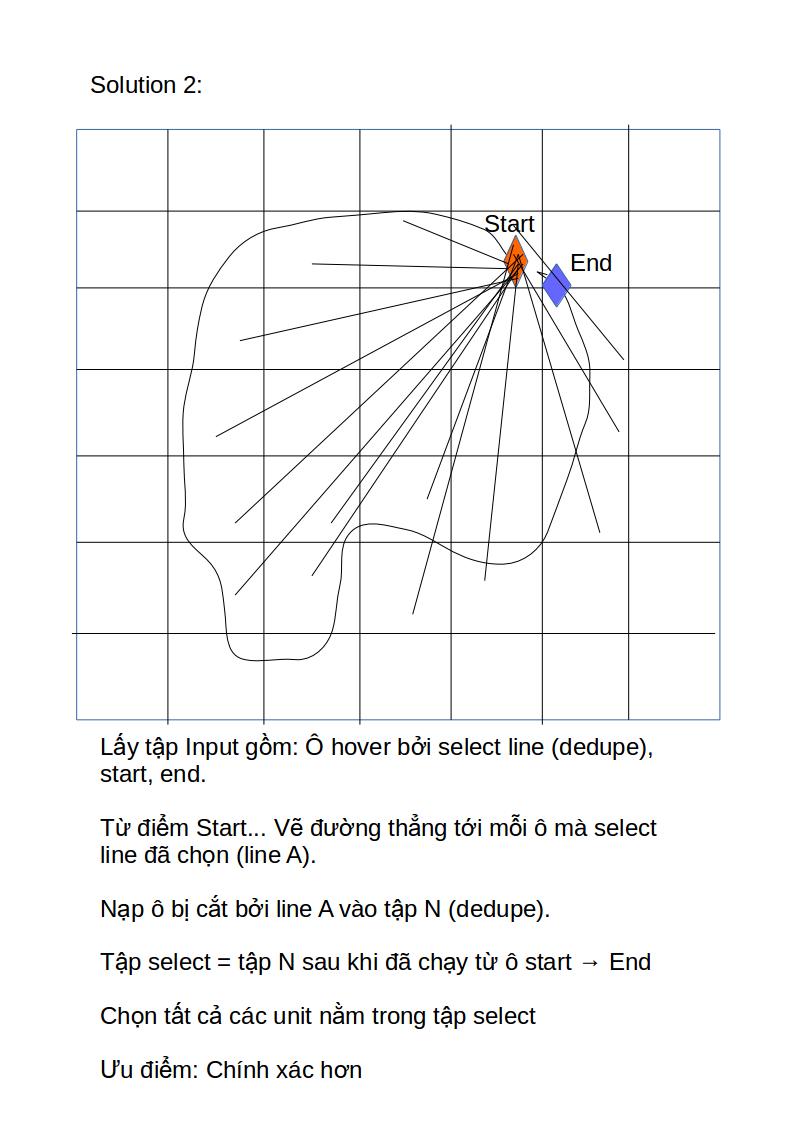 Solution 2:
Start
End
Lấy tập Input gồm: Ô hover bởi select line (dedupe),
start, end.
Từ điểm Start... Vẽ đường thẳng tới mỗi ô mà select
line đã chọn (line A).
Nạp ô bị cắt bởi line A vào tập N (dedupe).
Tập select = tập N sau khi đã chạy từ ô start → End
Chọn tất cả các unit nằm trong tập select
Ưu điểm: Chính xác hơn